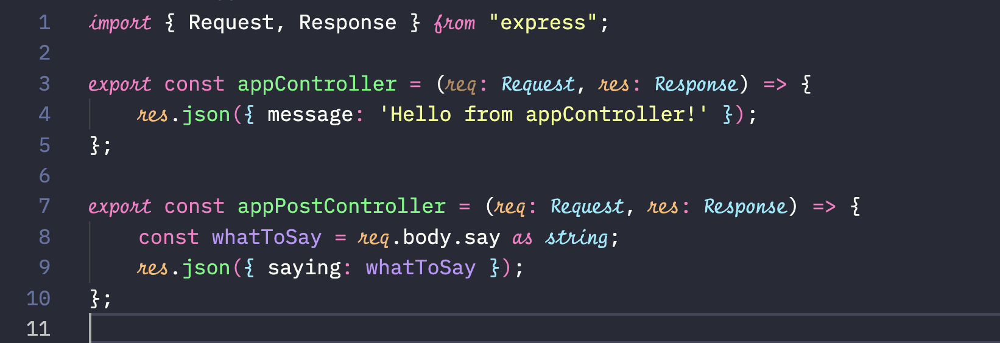 1 import { Request, Response } from "express";
2
3 export const appController = (req: Request, res: Response) => {
4     res.json({ message: 'Hello from appController!' });
5 };
6
7 export const appPostController = (req: Request, res: Response) => {
8     const whatToSay = req.body.say as string;
9     res.json({ saying: whatToSay });
10 };
11